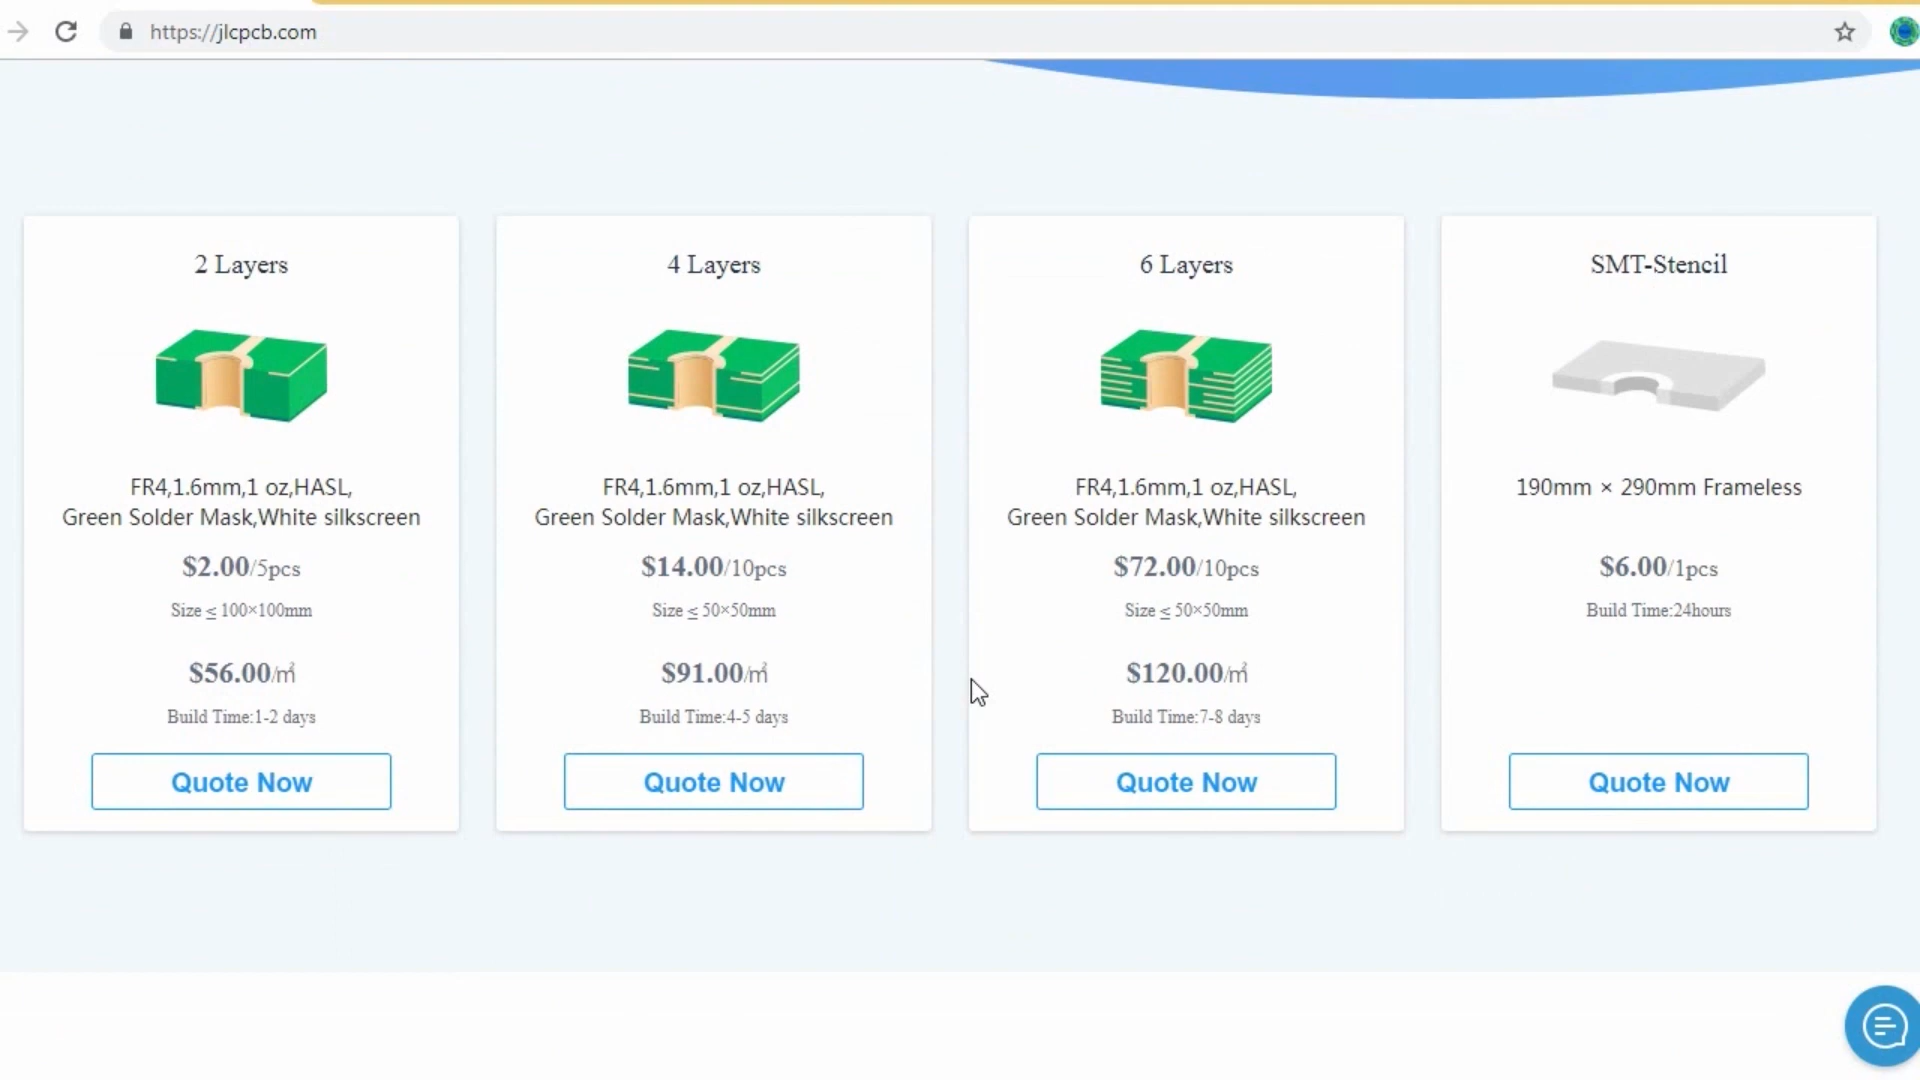 https://jlcpcb.com
2 Layers
FR4,1.6mm,1 oz,HASL,
Green Solder Mask,White silkscreen
$2.00/5pcs
Size ≤ 100×100mm
$56.00/㎡
Build Time:1-2 days
Quote Now
4 Layers
FR4,1.6mm,1 oz,HASL,
Green Solder Mask,White silkscreen
$14.00/10pcs
Size ≤ 50×50mm
$91.00/㎡
Build Time:4-5 days
Quote Now
6 Layers
FR4,1.6mm,1 oz,HASL,
Green Solder Mask,White silkscreen
$72.00/10pcs
Size ≤ 50×50mm
$120.00/㎡
Build Time:7-8 days
Quote Now
SMT-Stencil
190mm × 290mm Frameless
$6.00/1pcs
Build Time:24hours
Quote Now